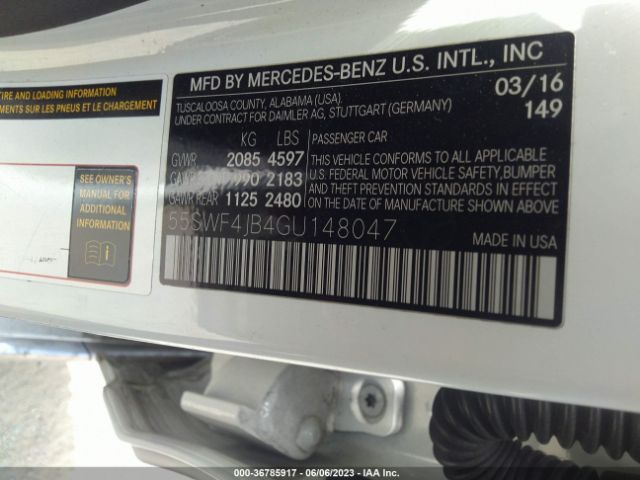 TIRE AND LOADING INFORMATION
SUR LES PNEUS ET LE CHARGEMENT
SEE OWNER'S
MANUAL FOR
ADDITIONAL
INFORMATION
MFD BY MERCEDES-BENZ U.S. INTL., INC
TUSCALOOSA COUNTY, ALABAMA (USA). 03/16
UNDER CONTRACT FOR DAIMLER AG, STUTTGART (GERMANY) 149
KG LBS PASSENGER CAR
GVWR 2085 4597 THIS VEHICLE CONFORMS TO ALL APPLICABLE
990 2183 U.S. FEDERAL MOTOR VEHICLE SAFETY, BUMPER
GAWR REAR 1125 2480 AND THEFT PREVENTION STANDARDS IN EFFECT
ON THE DATE OF MANUFACTURE SHOWN ABOVE.
55SWF4JB4GU148047
MADE IN USA
000-36785917 - 06/06/2023 - IAA Inc.